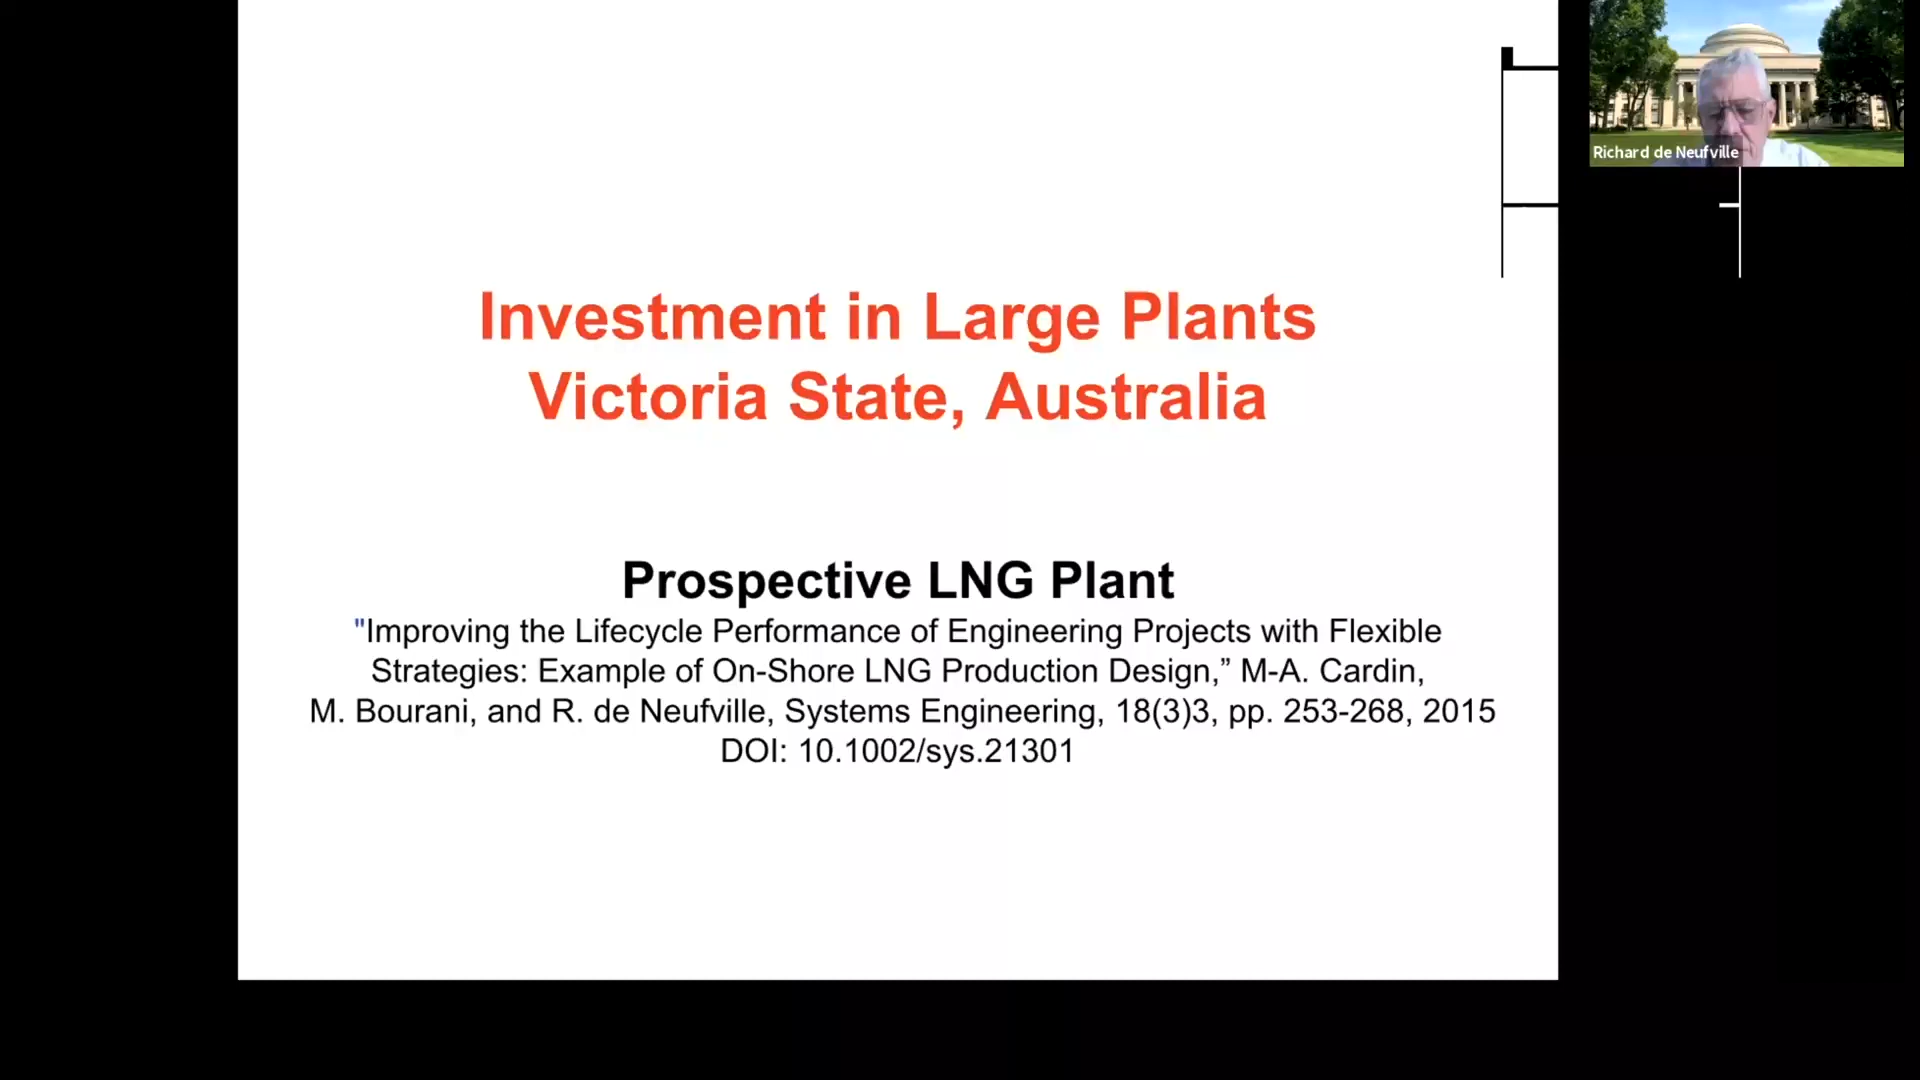 Investment in Large Plants
Victoria State, Australia
Prospective LNG Plant
"Improving the Lifecycle Performance of Engineering Projects with Flexible
Strategies: Example of On-Shore LNG Production Design,” M-A. Cardin,
M. Bourani, and R. de Neufville, Systems Engineering, 18(3)3, pp. 253-268, 2015
DOI: 10.1002/sys.21301
Richard de Neufville